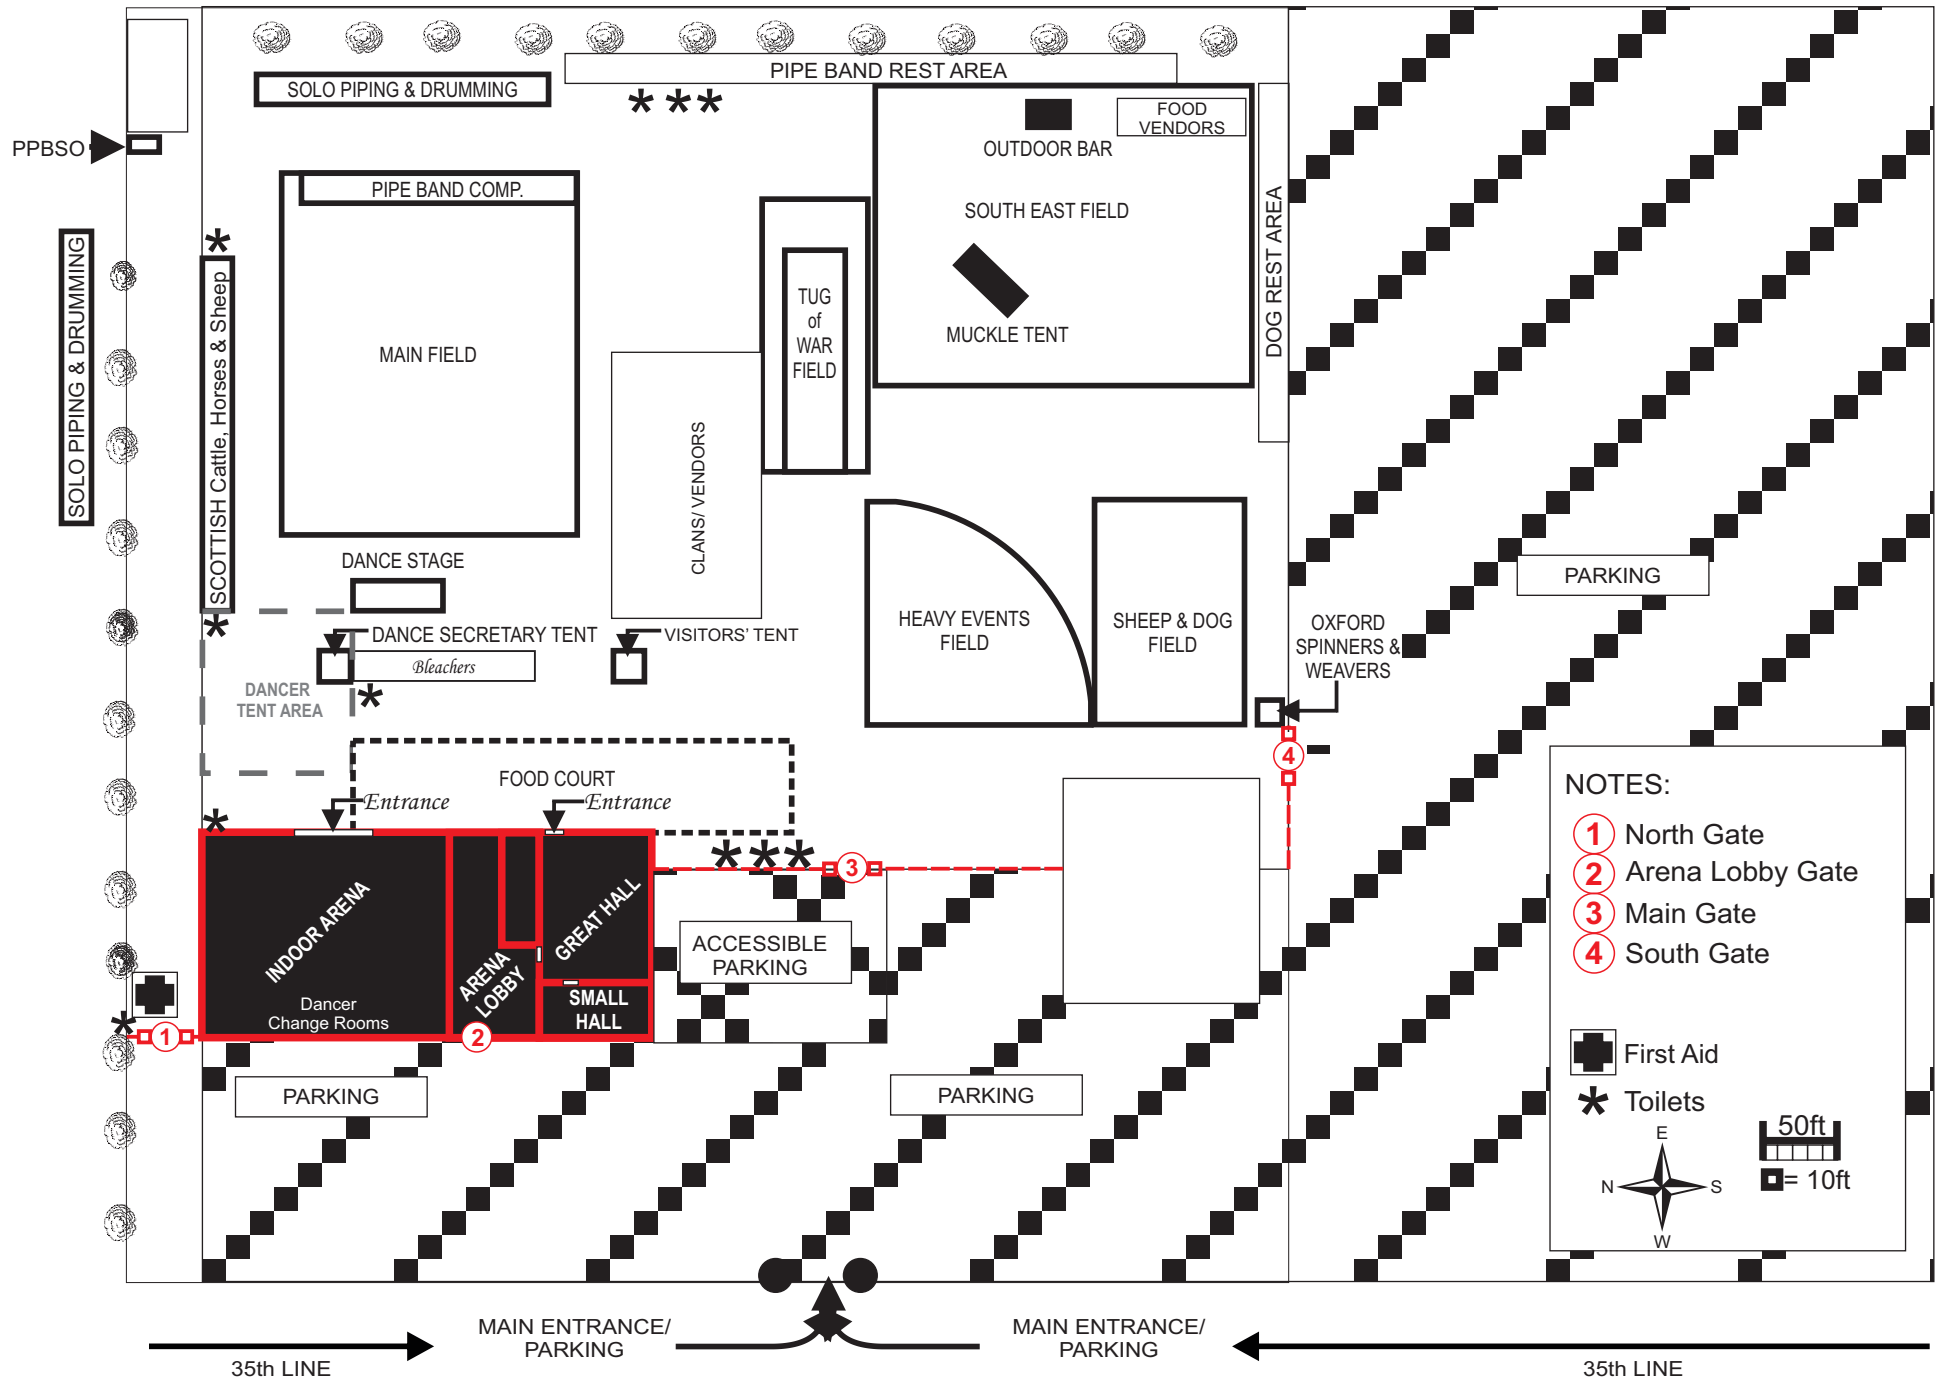 PIPE BAND REST AREA
SOLO PIPING & DRUMMING
FOOD
VENDORS
OUTDOOR BAR
PPBSO
PIPE BAND COMP.
SOUTH EAST FIELD
DOG REST AREA
SOLO PIPING & DRUMMING
SCOTTISH Cattle, Horses & Sheep
TUG
of
WAR
FIELD
MUCKLE TENT
MAIN FIELD
CLANS/ VENDORS
DANCE STAGE
PARKING
HEAVY EVENTS
FIELD
SHEEP & DOG
FIELD
OXFORD
SPINNERS &
WEAVERS
DANCE SECRETARY TENT
VISITORS' TENT
Bleachers
DANCER
TENT AREA
FOOD COURT
Entrance
Entrance
4
3
INDOOR ARENA
GREAT HALL
ARENA
LOBBY
ACCESSIBLE
PARKING
Dancer
Change Rooms
SMALL
HALL
1
2
PARKING
PARKING
NOTES:
1 North Gate
2 Arena Lobby Gate
3 Main Gate
4 South Gate
First Aid
Toilets
E
N
S
W
50ft
= 10ft
MAIN ENTRANCE/
PARKING
MAIN ENTRANCE/
PARKING
35th LINE
35th LINE